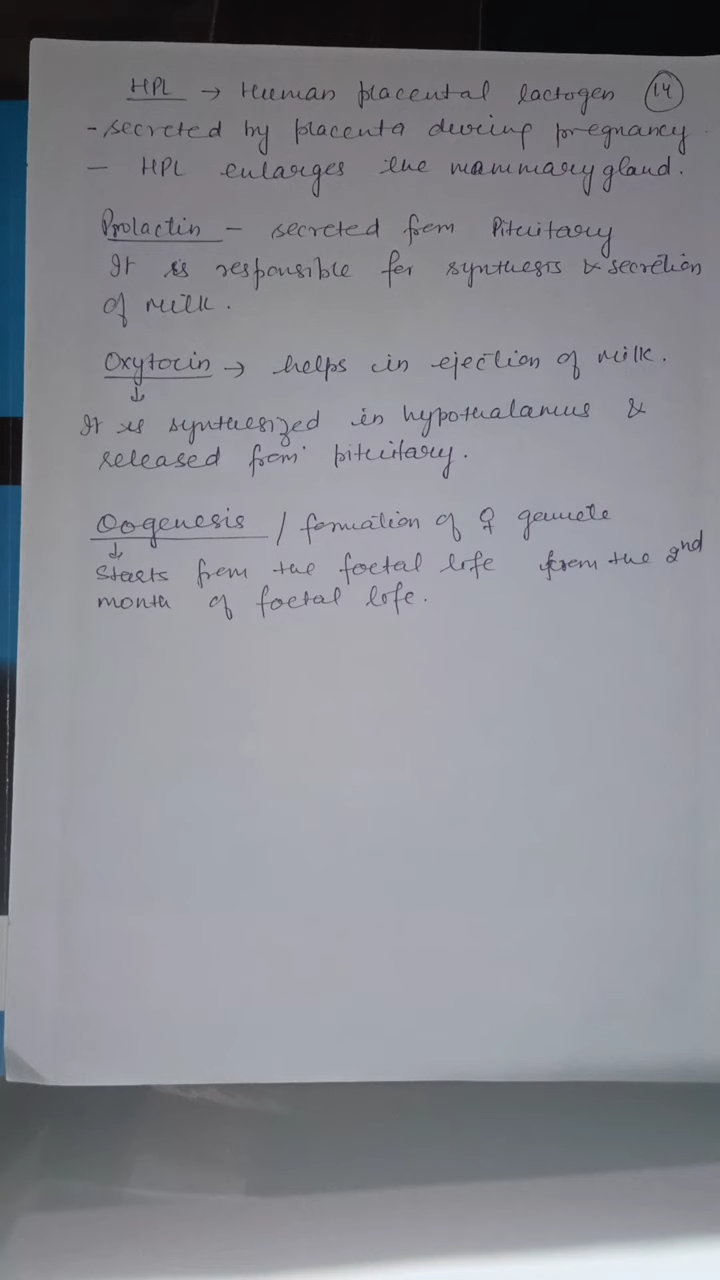 HPL → Human placental lactogen 14
- secreted by placenta during pregnancy.
- HPL enlarges the mammary gland.
Prolactin - secreted from Pituitary
It is responsible for synthesis & secretion
of milk.
Oxytocin → helps in ejection of milk.
↓
It is synthesized in hypothalamus &
released from pituitary.
Oogenesis / formation of ♀ gamete
↓
starts from the foetal life from the 2nd
month of foetal life.